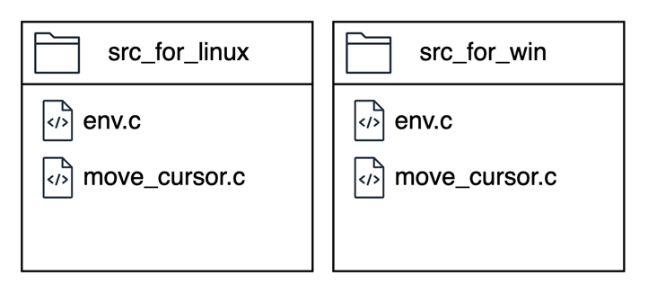 src_for_linux
env.c
move_cursor.c
src_for_win
env.c
move_cursor.c